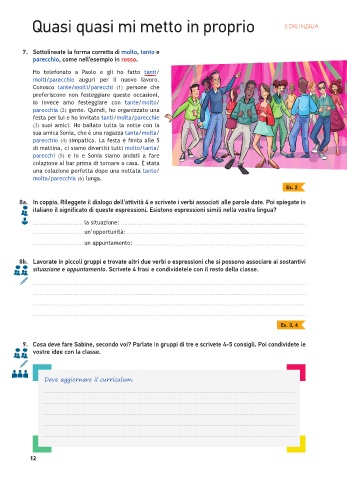 Quasi quasi mi metto in proprio
EDILINGUA
7. Sottolineate la forma corretta di molto, tanto e
parecchio, come nell'esempio in rosso.
Ho telefonato a Paolo e gli ho fatto tanti/
molti/parecchio auguri per il nuovo lavoro.
Conosco tante/molti/parecchi (1) persone che
preferiscono non festeggiare queste occasioni,
io invece amo festeggiare con tante/molto/
parecchia (2) gente. Quindi, ho organizzato una
festa per lui e ho invitato tanti/molta/parecchie
(3) suoi amici. Ho ballato tutta la notte con la
sua amica Sonia, che è una ragazza tanta/molto/
parecchio (4) simpatica. La festa è finita alle 5
di mattina, ci siamo divertiti tutti molto/tanta/
parecchi (5) e io e Sonia siamo andati a fare
colazione al bar prima di tornare a casa. È stata
una colazione perfetta dopo una nottata tanto/
molta/parecchia (6) lunga.
Es. 2
8a. In coppia. Rileggete il dialogo dell'attività 4 e scrivete i verbi associati alle parole date. Poi spiegate in
italiano il significato di queste espressioni. Esistono espressioni simili nella vostra lingua?
la situazione:
un'opportunità:
un appuntamento:
8b. Lavorate in piccoli gruppi e trovate altri due verbi o espressioni che si possono associare ai sostantivi
situazione e appuntamento. Scrivete 4 frasi e condividetele con il resto della classe.
Es. 3, 4
9. Cosa deve fare Sabine, secondo voi? Parlate in gruppi di tre e scrivete 4-5 consigli. Poi condividete le
vostre idee con la classe.
Deve aggiornare il curriculum.
12